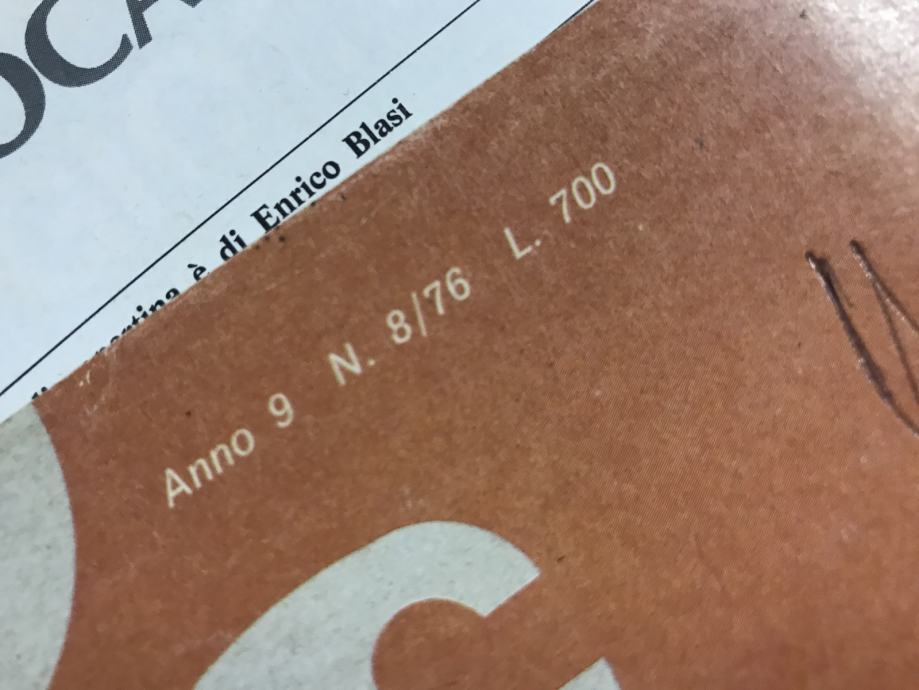 OCA
è di Enrico Blasi
Anno 9 N. 8/76 L. 700